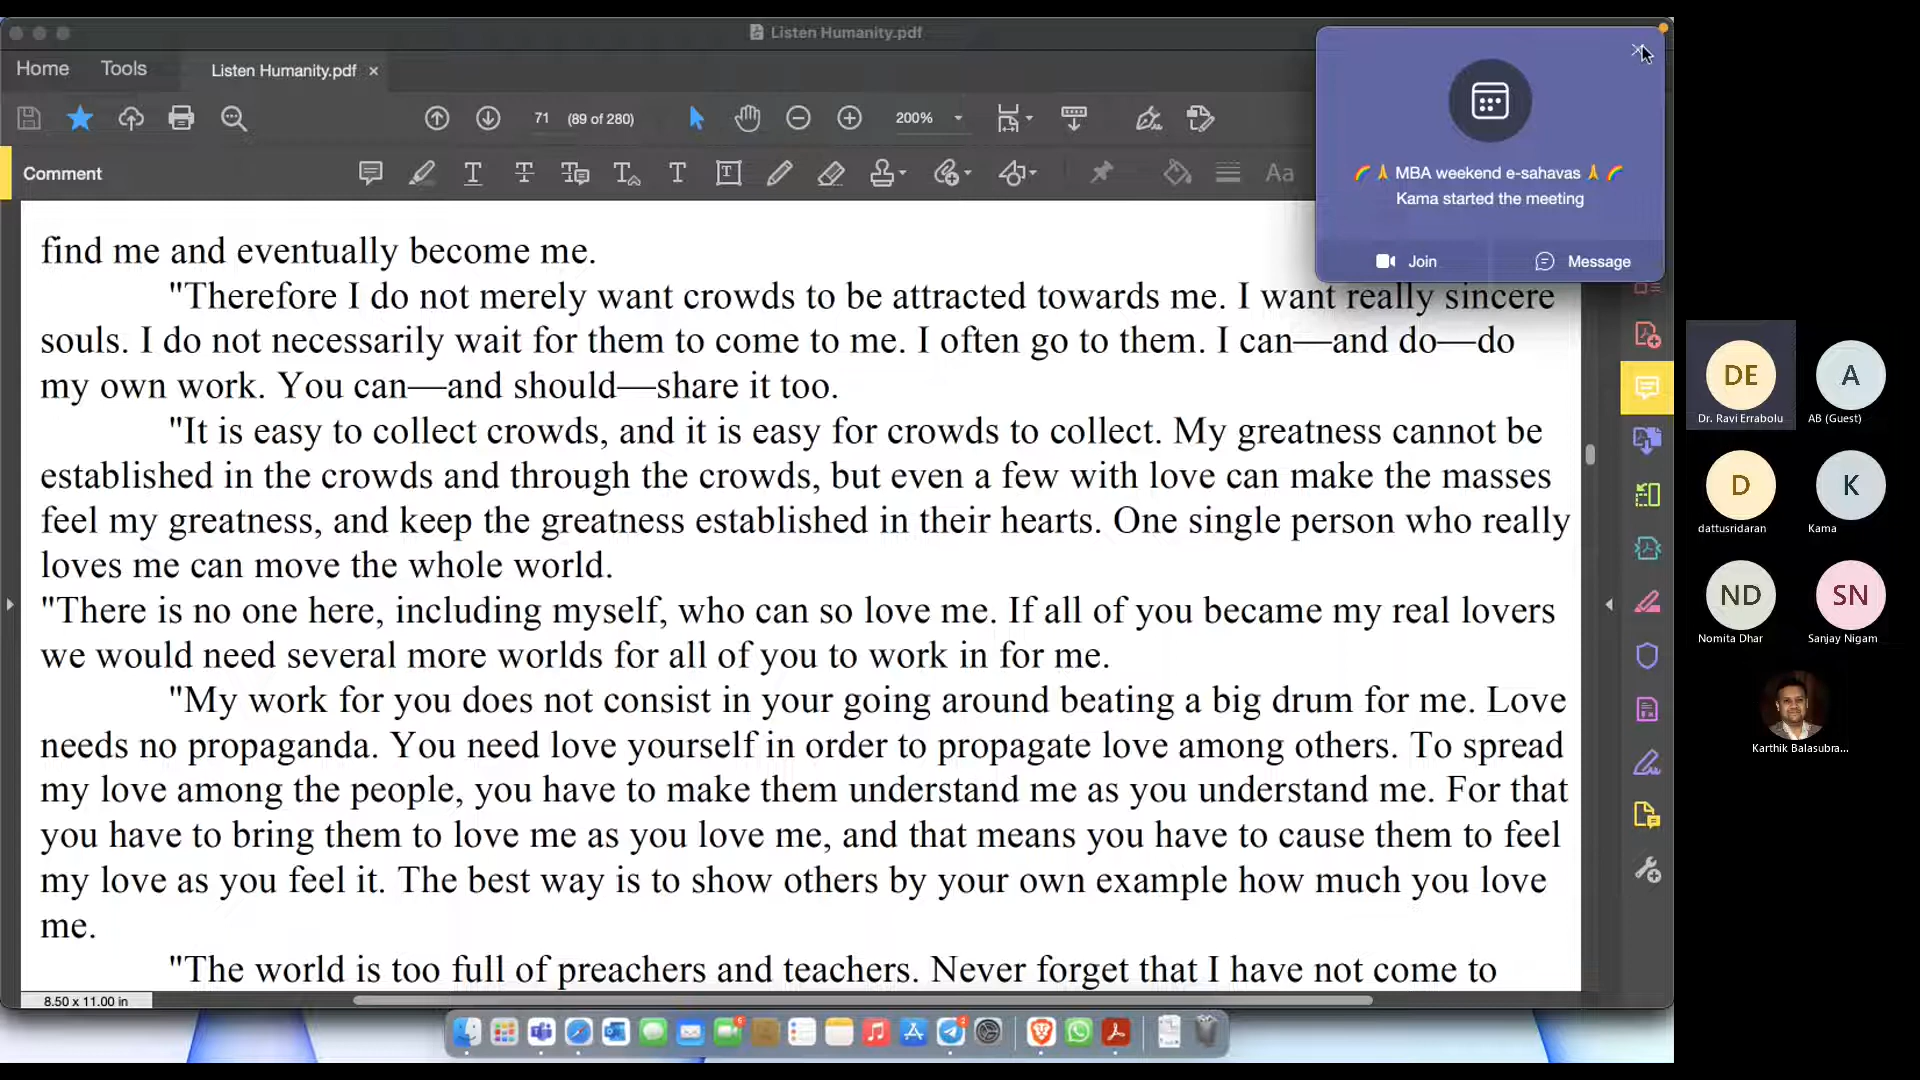 Listen Humanity.pdf
Home
Tools
Listen Humanity.pdf
71 (89 of 280)
200%
Comment
T
Aa
MBA weekend e-sahavas
Kama started the meeting
Join
Message
find me and eventually become me.
"Therefore I do not merely want crowds to be attracted towards me. I want really sincere
souls. I do not necessarily wait for them to come to me. I often go to them. I can—and do—do
my own work. You can—and should—share it too.
"It is easy to collect crowds, and it is easy for crowds to collect. My greatness cannot be
established in the crowds and through the crowds, but even a few with love can make the masses
feel my greatness, and keep the greatness established in their hearts. One single person who really
loves me can move the whole world.
"There is no one here, including myself, who can so love me. If all of you became my real lovers
we would need several more worlds for all of you to work in for me.
"My work for you does not consist in your going around beating a big drum for me. Love
needs no propaganda. You need love yourself in order to propagate love among others. To spread
my love among the people, you have to make them understand me as you understand me. For that
you have to bring them to love me as you love me, and that means you have to cause them to feel
my love as you feel it. The best way is to show others by your own example how much you love
me.
"The world is too full of preachers and teachers. Never forget that I have not come to
8.50 x 11.00 in
DE
Dr. Ravi Errabolu
A
AB (Guest)
D
dattusridaran
K
Kama
ND
Nomita Dhar
SN
Sanjay Nigam
Karthik Balasubra...